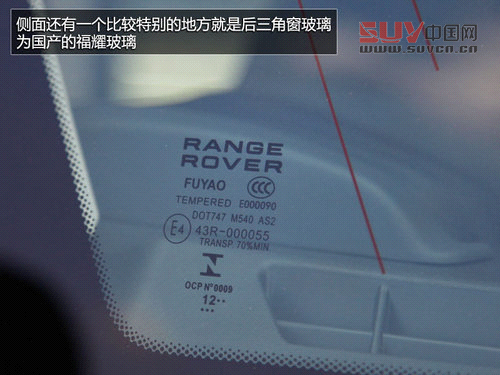 侧面还有一个比较特别的地方就是后三角窗玻璃
为国产的福耀玻璃
SUV中国网
www.suvcn.cn
RANGE
ROVER
FUYAO CCC
TEMPERED E000090
DOT747 M540 AS2
E4 43R-000055
TRANSP. 70%MIN
OCP Nº0009
12··
···